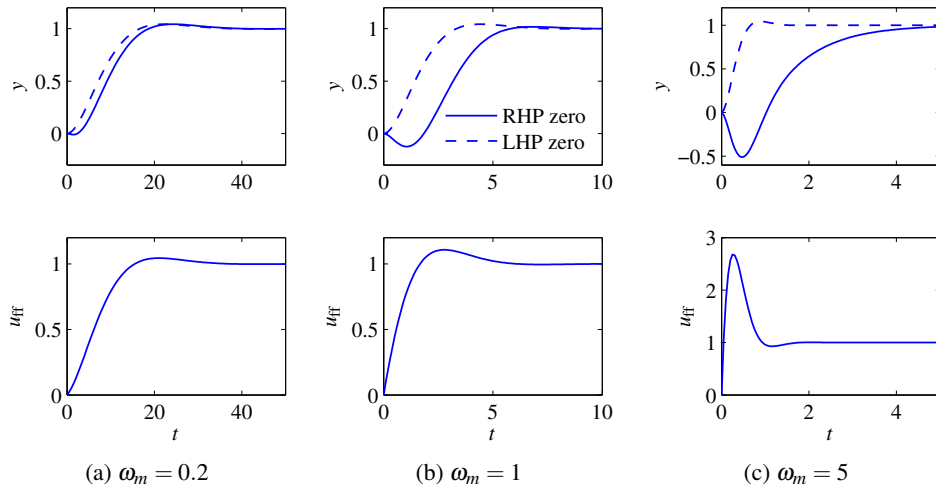 1
0.5
0
y
0 20 40
1
0.5
0
y
0 5 10
RHP zero
LHP zero
1
0.5
0
−0.5
y
0 2 4
1
0.5
0
u_ff
0 20 40
t
1
0.5
0
u_ff
0 5 10
t
3
2
1
0
u_ff
0 2 4
t
(a) ω_m = 0.2
(b) ω_m = 1
(c) ω_m = 5